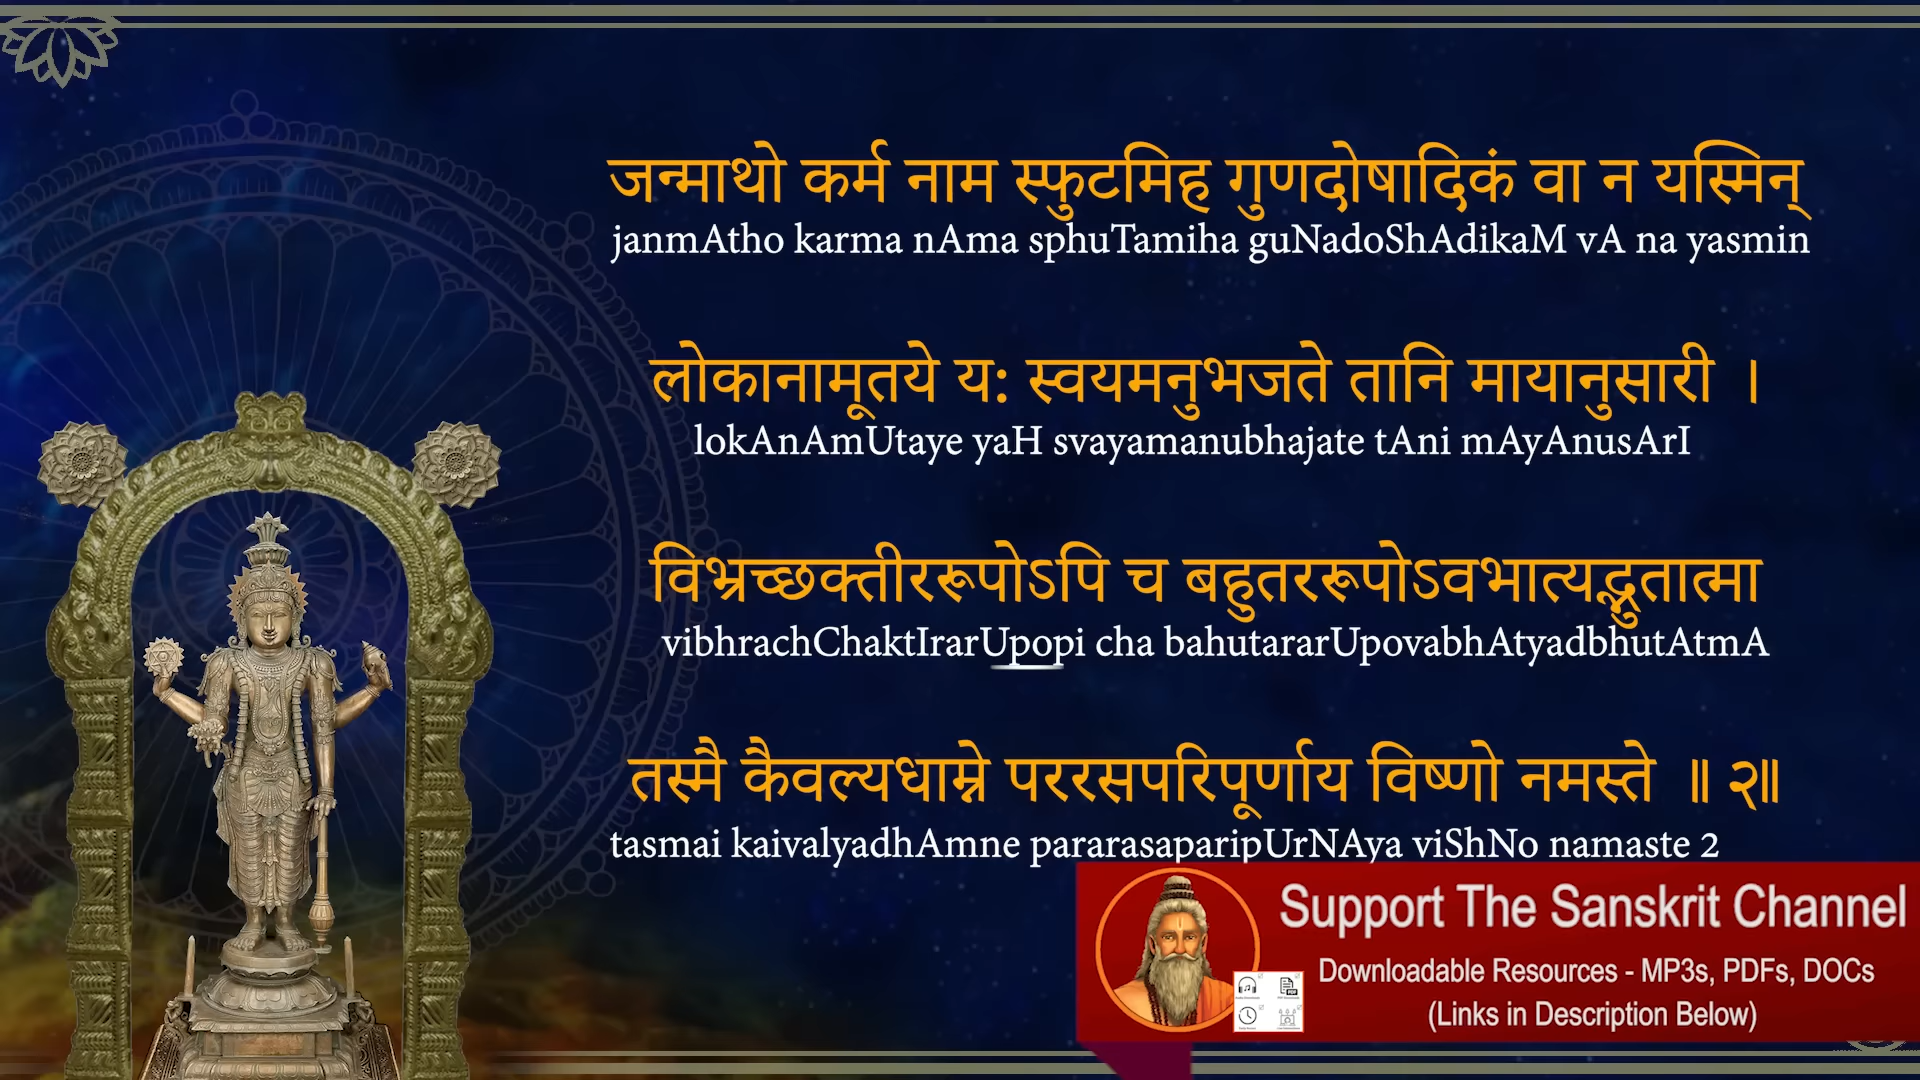 जन्माथो कर्म नाम स्फुटमिह गुणदोषादिकं वा न यस्मिन्
janmAtho karma nAma sphuTamiha guNadoShAdikaM vA na yasmin
लोकानामूतये य: स्वयमनुभजते तानि मायानुसारी ।
lokAnAmUtaye yaH svayamanubhajate tAni mAyAnusArI
विभ्रच्छक्तीररूपोऽपि च बहुतररूपोऽवभात्यद्भुतात्मा
vibhrachChaktIrarUpopi cha bahutararUpovabhAtyadbhutAtmA
तस्मै कैवल्यधाम्ने पररसपरिपूर्णाय विष्णो नमस्ते ॥ २॥
tasmai kaivalyadhAmne pararasaparipUrNAya viShNo namaste 2
Support The Sanskrit Channel
Downloadable Resources - MP3s, PDFs, DOCs
(Links in Description Below)